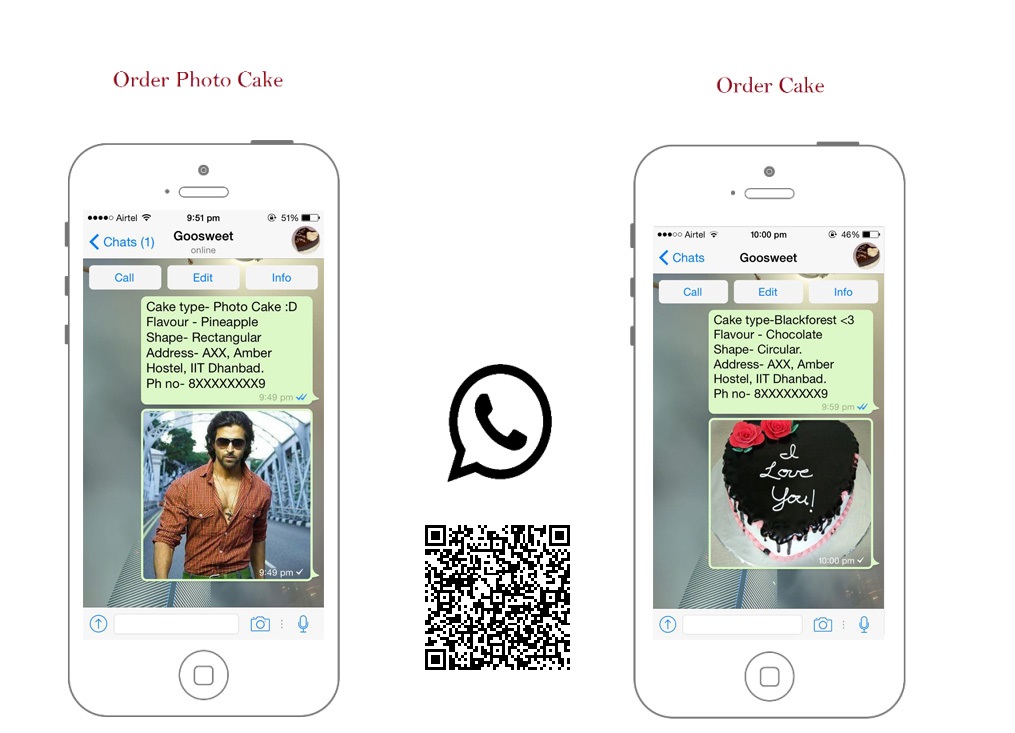 Order Photo Cake
Airtel
9:51 pm
51%
Chats (1)
Goosweet
online
Call
Edit
Info
Cake type- Photo Cake :D
Flavour - Pineapple
Shape- Rectangular
Address- AXX, Amber
Hostel, IIT Dhanbad.
Ph no- 8XXXXXXXX9
9:49 pm
9:49 pm
Order Cake
Airtel
10:00 pm
46%
Chats
Goosweet
Call
Edit
Info
Cake type-Blackforest <3
Flavour - Chocolate
Shape- Circular.
Address- AXX, Amber
Hostel, IIT Dhanbad.
Ph no- 8XXXXXXXX9
9:59 pm
I
Love
You!
10:00 pm